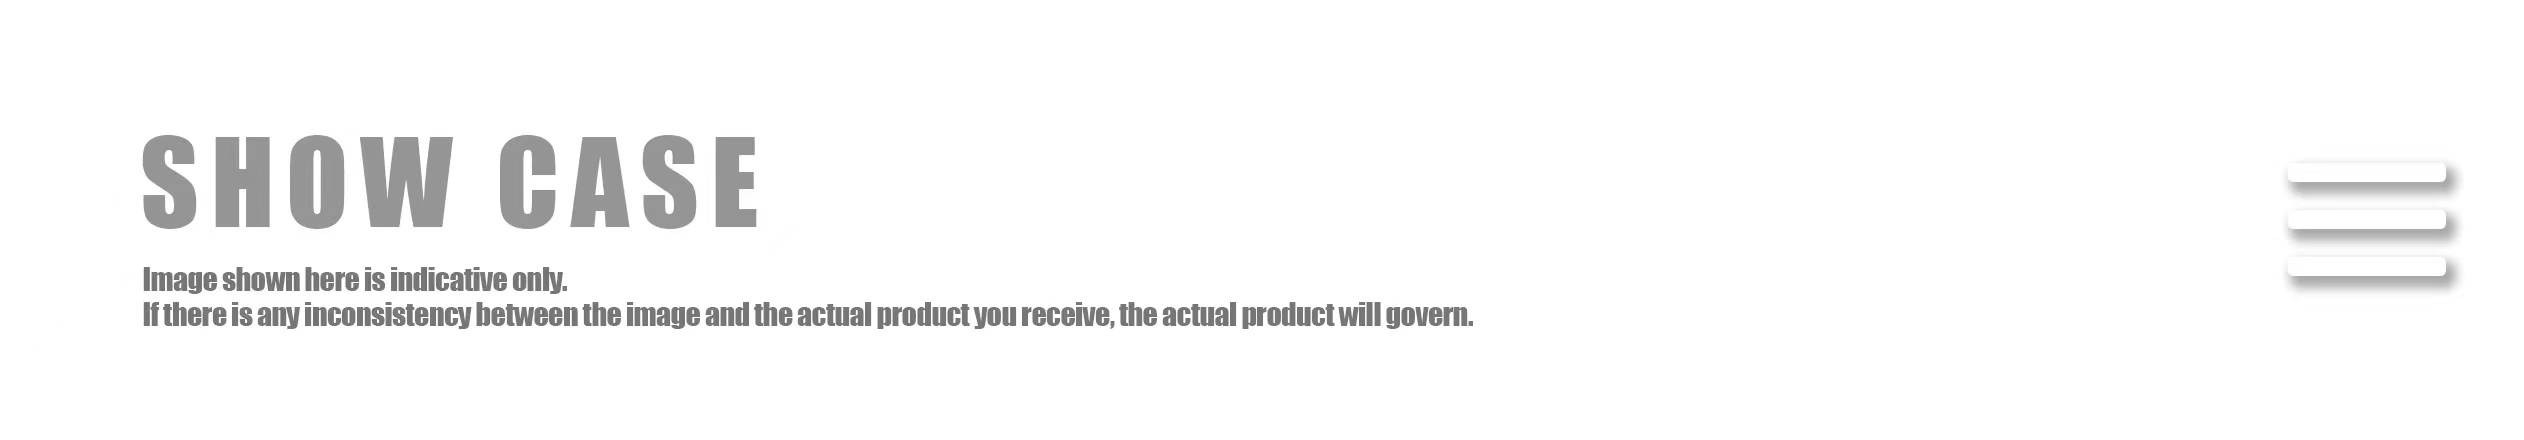 SHOW CASE
Image shown here is indicative only.
If there is any inconsistency between the image and the actual product you receive, the actual product will govern.